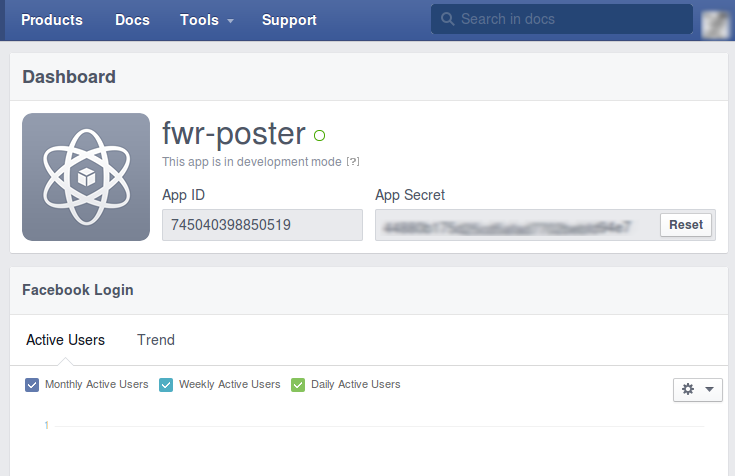 Products Docs Tools Support Search in docs
Dashboard
fwr-poster
This app is in development mode [?]
App ID App Secret
745040398850519 Reset
Facebook Login
Active Users Trend
Monthly Active Users Weekly Active Users Daily Active Users
1